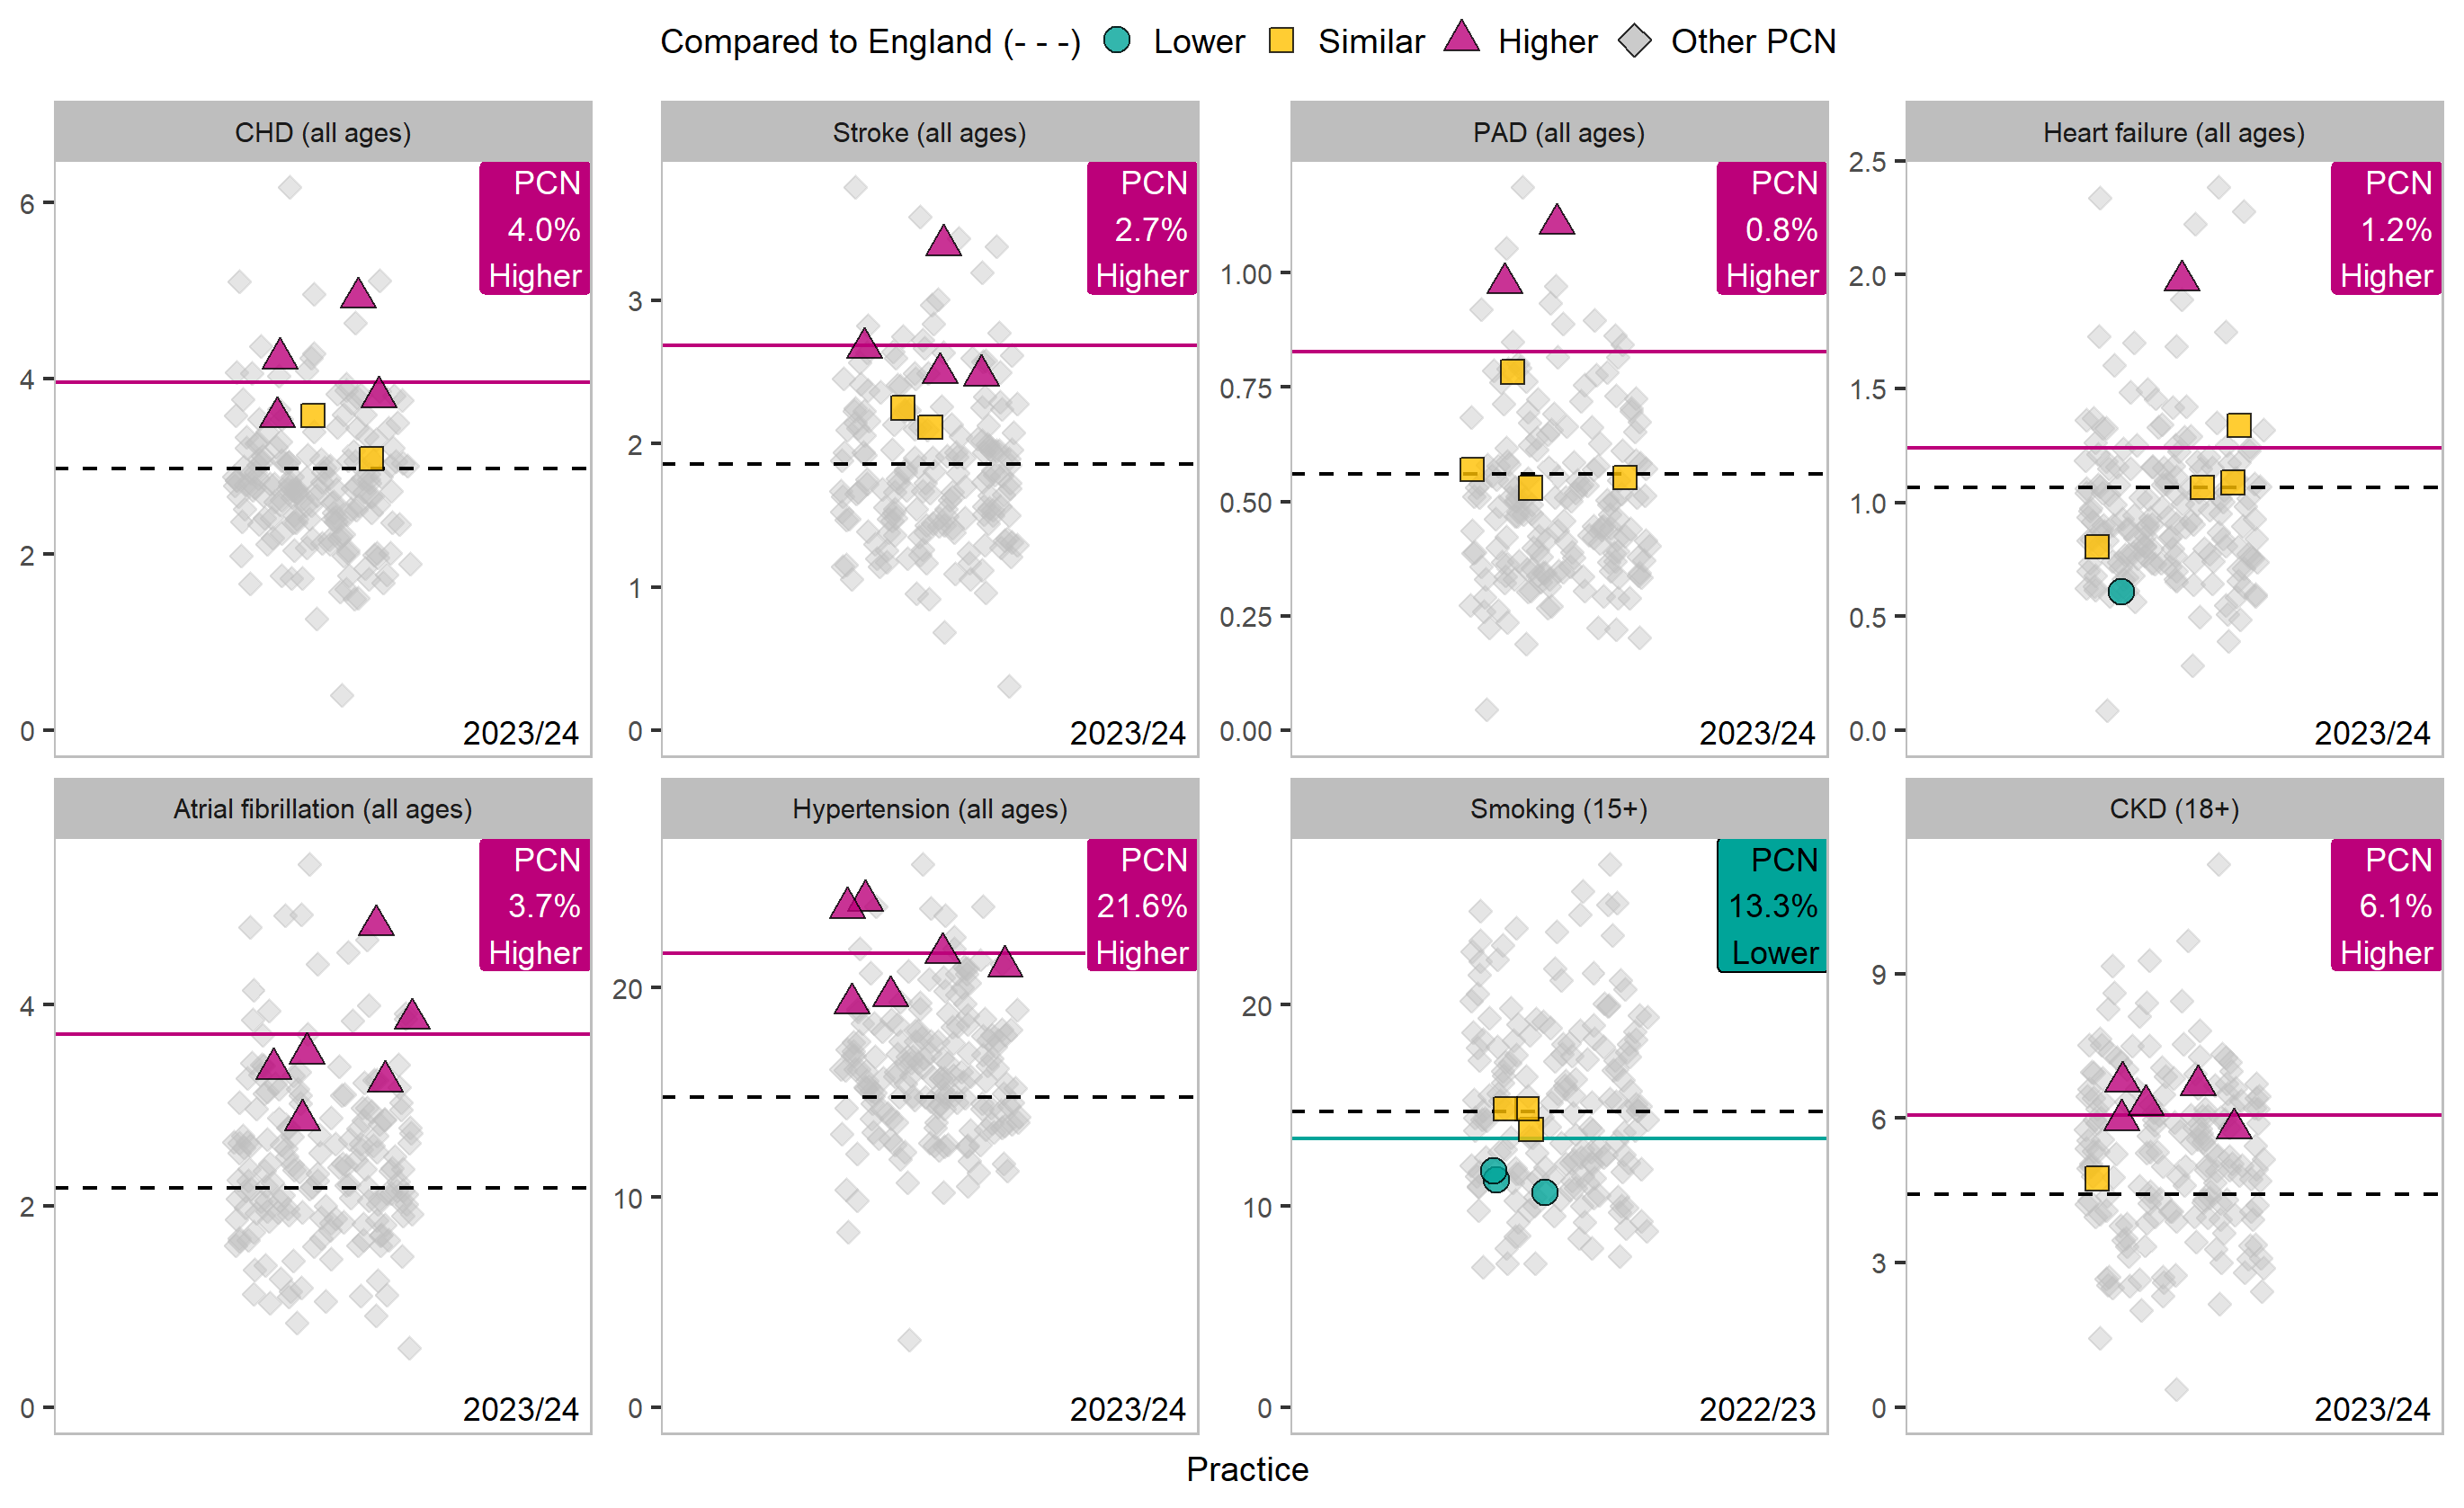 Compared to England (- - -) Lower Similar Higher Other PCN
CHD (all ages)
PCN
4.0%
Higher
6
4
2
0
2023/24
Stroke (all ages)
PCN
2.7%
Higher
3
2
1
0
2023/24
PAD (all ages)
PCN
0.8%
Higher
1.00
0.75
0.50
0.25
0.00
2023/24
Heart failure (all ages)
PCN
1.2%
Higher
2.5
2.0
1.5
1.0
0.5
0.0
2023/24
Atrial fibrillation (all ages)
PCN
3.7%
Higher
4
2
0
2023/24
Hypertension (all ages)
PCN
21.6%
Higher
20
10
0
2023/24
Smoking (15+)
PCN
13.3%
Lower
20
10
0
2022/23
CKD (18+)
PCN
6.1%
Higher
9
6
3
0
2023/24
Practice